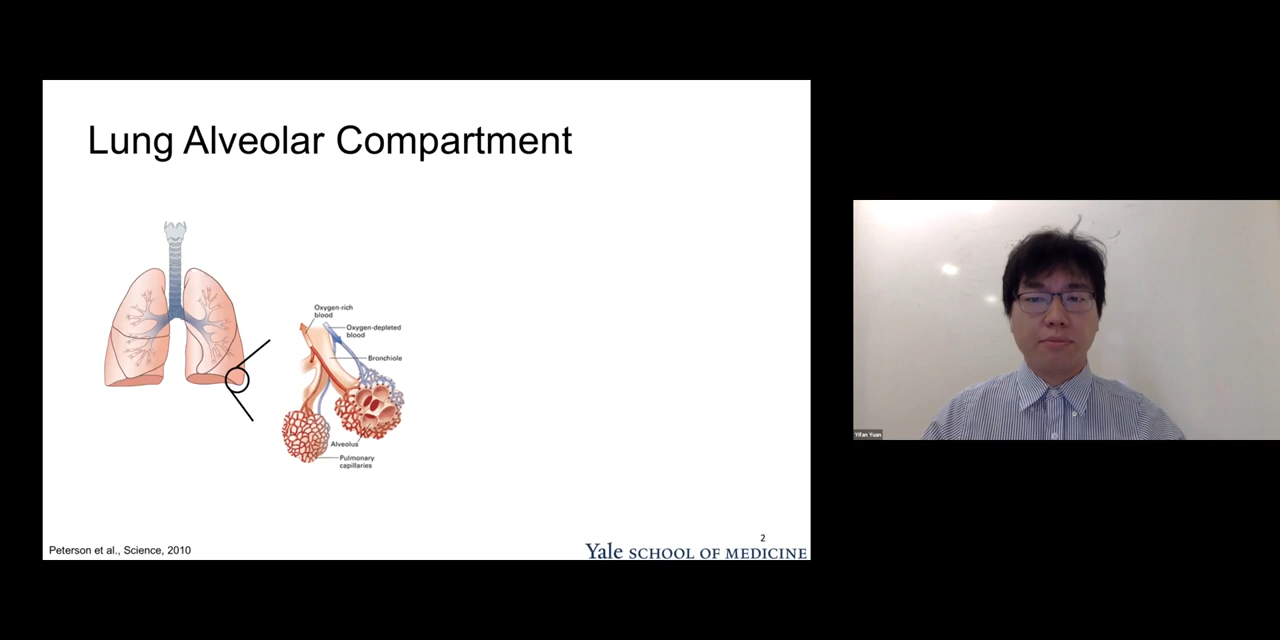 Lung Alveolar Compartment
Oxygen-rich
blood
Oxygen-depleted
blood
Bronchiole
Alveolus
Pulmonary
capillaries
Peterson et al., Science, 2010
2
Yale SCHOOL OF MEDICINE
Yifan Yuan